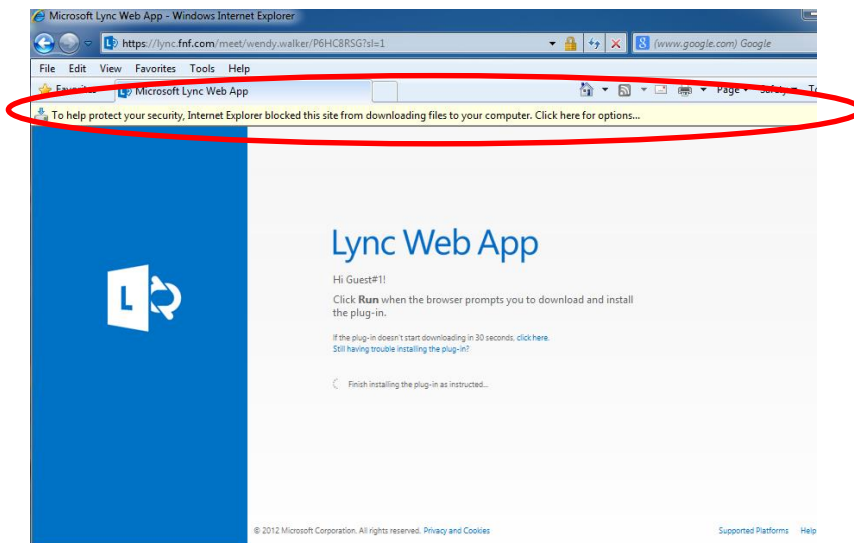 Microsoft Lync Web App - Windows Internet Explorer
https://lync.fnf.com/meet/wendy.walker/P6HC8RSG?sl=1
(www.google.com) Google
File Edit View Favorites Tools Help
Favorites Microsoft Lync Web App Page Safety To
To help protect your security, Internet Explorer blocked this site from downloading files to your computer. Click here for options...
Lync Web App
L
Hi Guest#1!
Click Run when the browser prompts you to download and install
the plug-in.
If the plug-in doesn't start downloading in 30 seconds, click here.
Still having trouble installing the plug-in?
Finish installing the plug-in as instructed...
© 2012 Microsoft Corporation. All rights reserved. Privacy and Cookies Supported Platforms Help